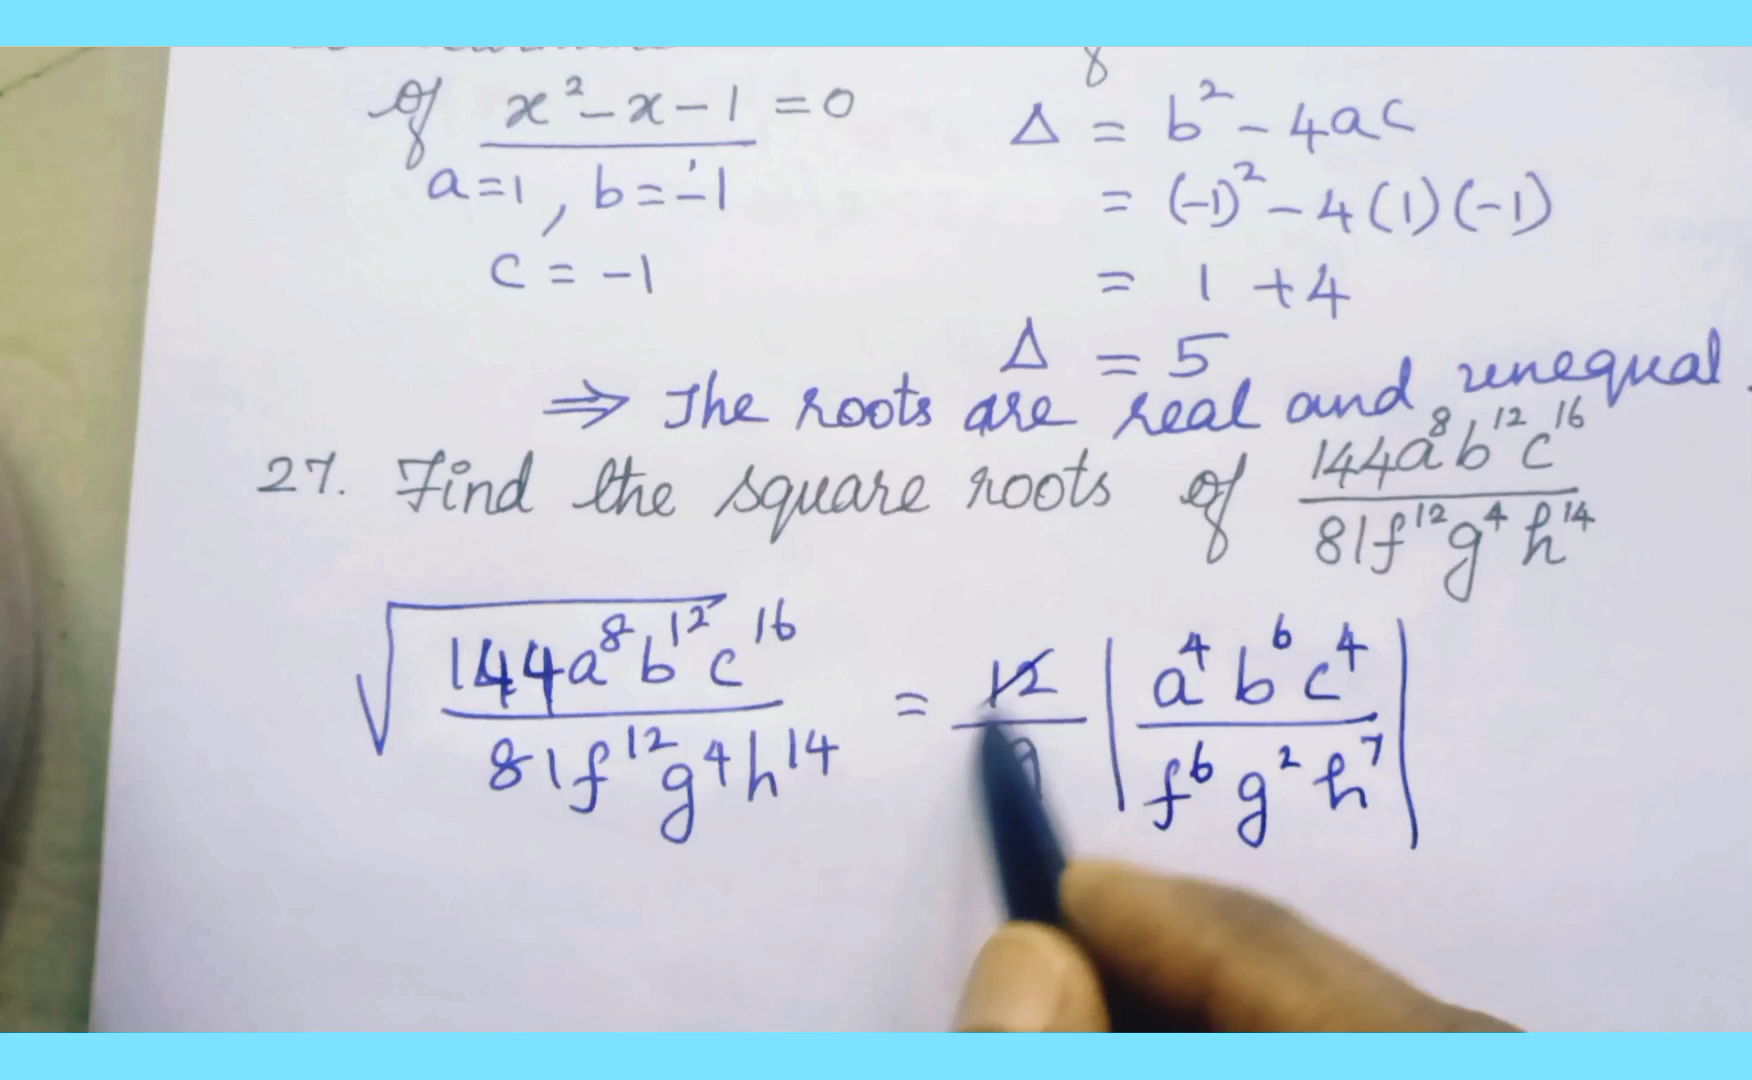 of x² - x - 1 = 0
a = 1 , b = -1
c = -1
Δ = b² - 4ac
= (-1)² - 4 (1) (-1)
= 1 + 4
Δ = 5
⇒ The roots are real and unequal.
27. Find the square roots of 144a⁸b¹²c¹⁶ / 81f¹²g⁴h¹⁴
√144a⁸b¹²c¹⁶ / 81f¹²g⁴h¹⁴ = 12 / 9 | a⁴b⁶c⁴ / f⁶g²h⁷ |